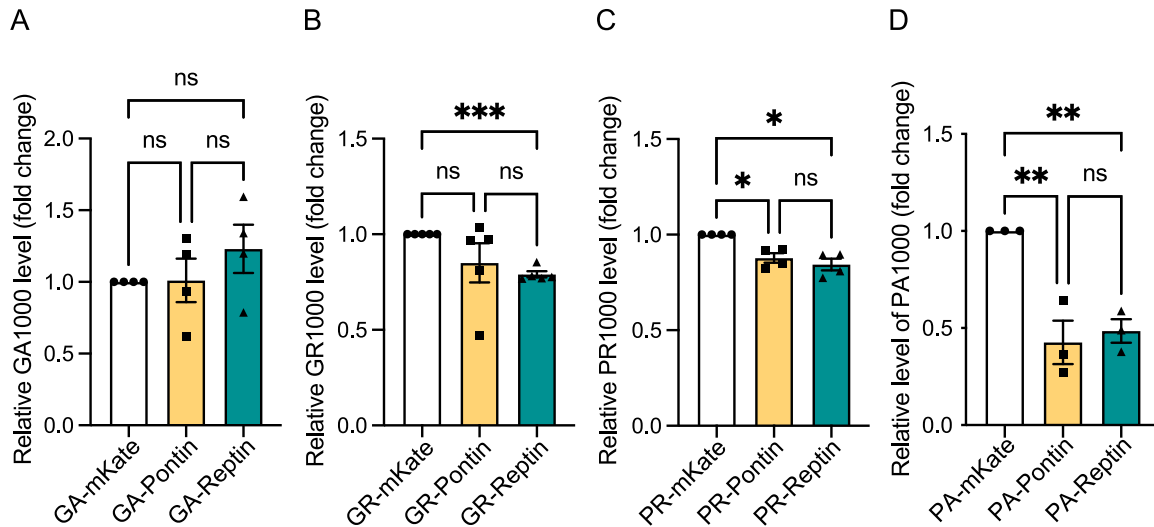 A
Relative GA1000 level (fold change)
2.0
1.5
1.0
0.5
0.0
ns
ns
ns
GA-mKate
GA-Pontin
GA-Reptin
B
Relative GR1000 level (fold change)
1.5
1.0
0.5
0.0
***
ns
ns
GR-mKate
GR-Pontin
GR-Reptin
C
Relative PR1000 level (fold change)
1.5
1.0
0.5
0.0
*
*
ns
PR-mKate
PR-Pontin
PR-Reptin
D
Relative level of PA1000 (fold change)
1.5
1.0
0.5
0.0
**
**
ns
PA-mKate
PA-Pontin
PA-Reptin